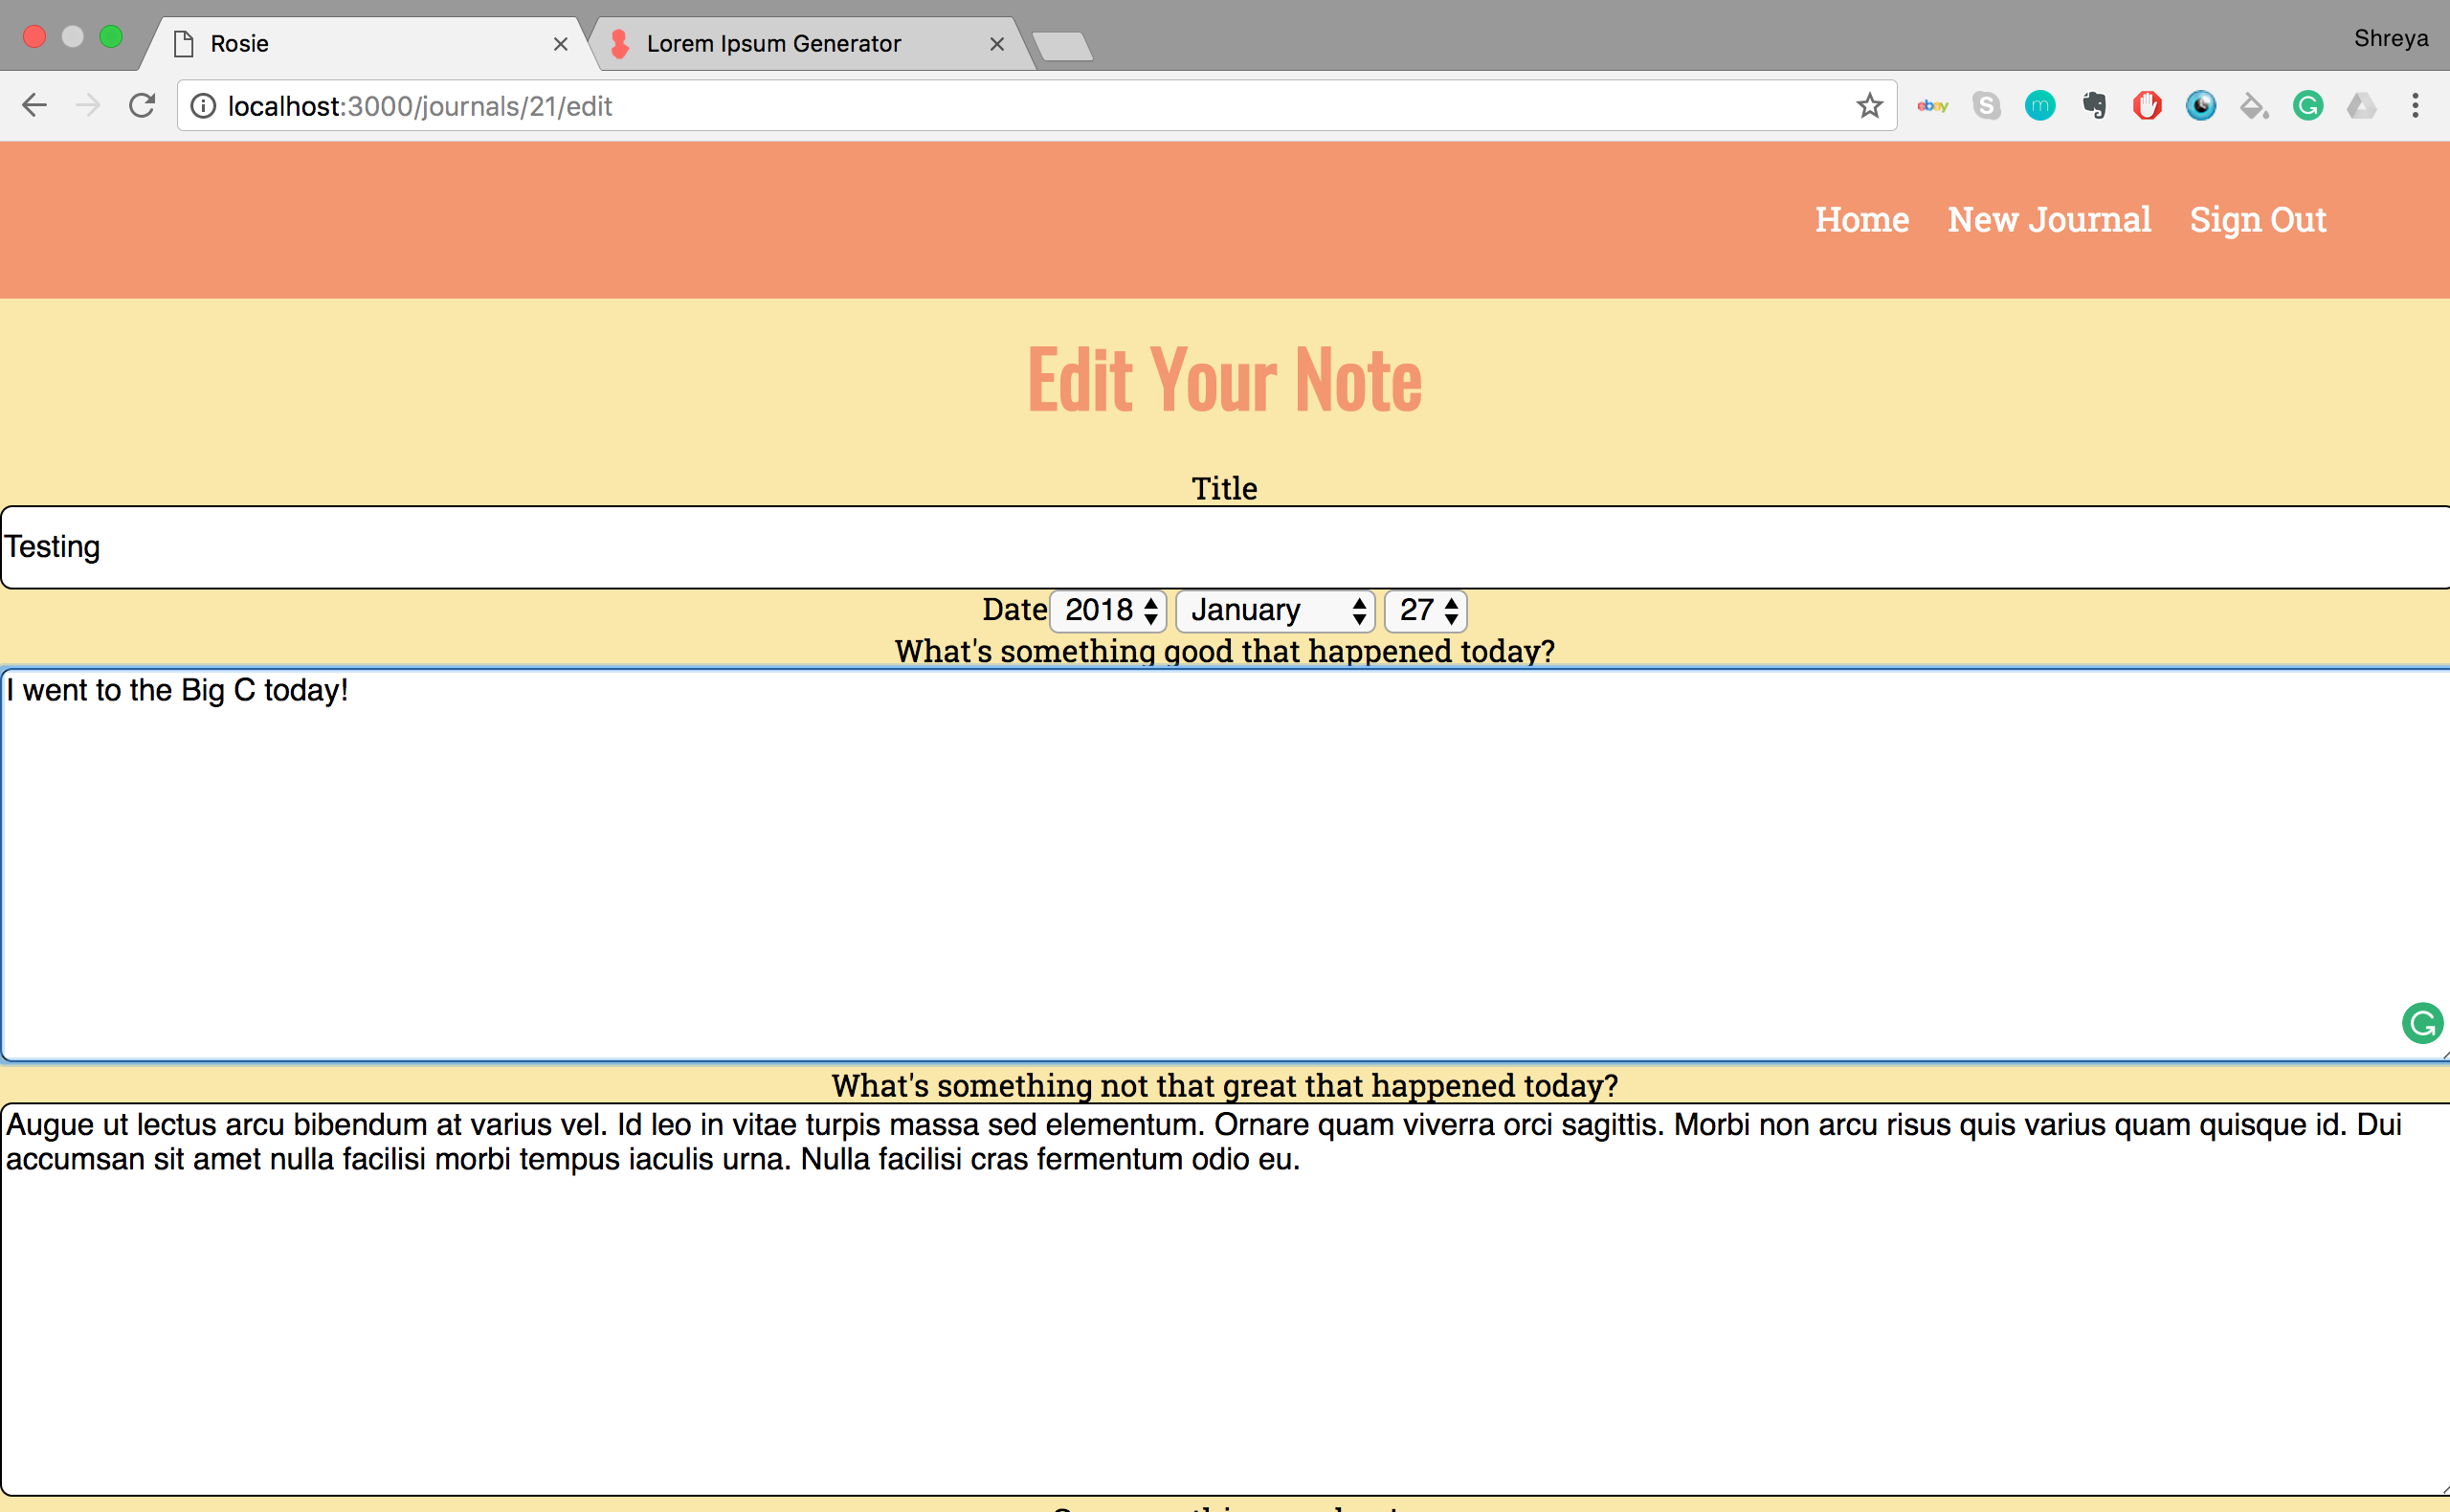 Rosie
Lorem Ipsum Generator
Shreya
localhost:3000/journals/21/edit
ebay
Home New Journal Sign Out
Edit Your Note
Title
Testing
Date 2018 January 27
What's something good that happened today?
I went to the Big C today!
What's something not that great that happened today?
Augue ut lectus arcu bibendum at varius vel. Id leo in vitae turpis massa sed elementum. Ornare quam viverra orci sagittis. Morbi non arcu risus quis varius quam quisque id. Dui
accumsan sit amet nulla facilisi morbi tempus iaculis urna. Nulla facilisi cras fermentum odio eu.